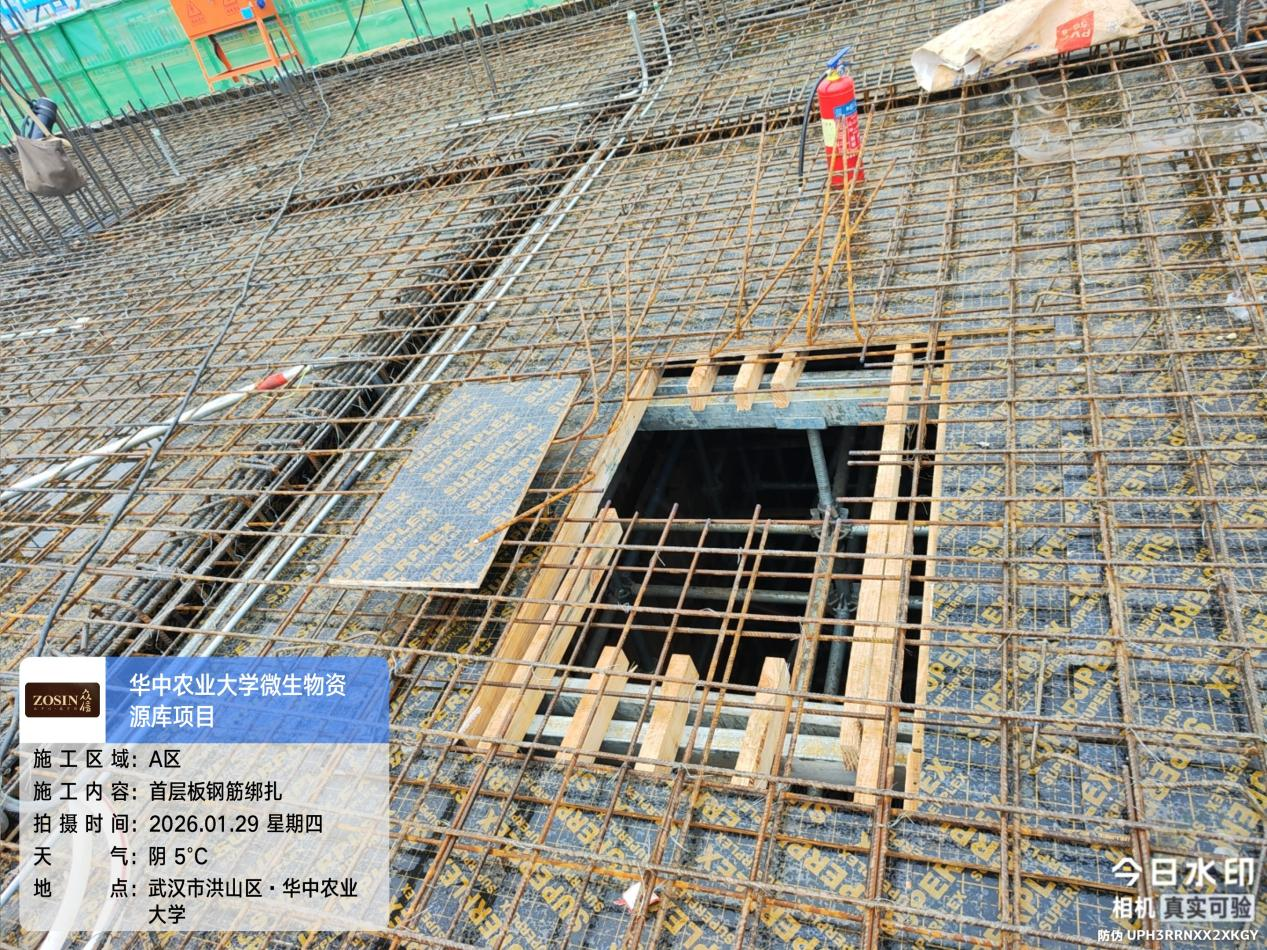 ZOSIN 众信
华中农业大学微生物资
源库项目
施工区域：A区
施工内容：首层板钢筋绑扎
拍摄时间：2026.01.29 星期四
天气：阴 5℃
地点：武汉市洪山区·华中农业
大学
SUPERPLEX
SUPERPLEX
SUPERPLEX
PVC
今日水印
相机 真实可验
防伪 UPH3RRNXX2XKGY